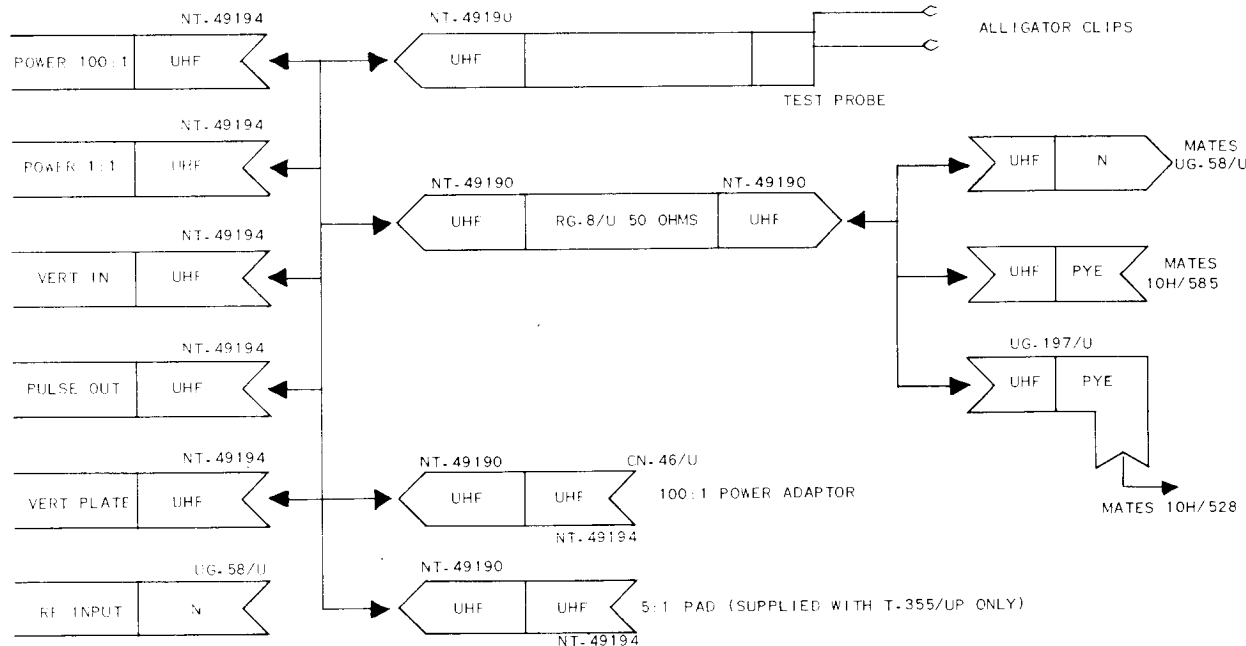 NT-49194
POWER 100:1 UHF
NT-49194
POWER 1:1 UHF
NT-49194
VERT IN UHF
NT-49194
PULSE OUT UHF
NT-49194
VERT PLATE UHF
UG-58/U
RF INPUT N
NT-4919U
UHF
ALLIGATOR CLIPS
TEST PROBE
NT-49190 NT-49190
UHF RG-8/U 50 OHMS UHF
NT-49190 CN-46/U
UHF UHF 100:1 POWER ADAPTOR
NT-49194
NT-49190
UHF UHF 5:1 PAD (SUPPLIED WITH T-355/UP ONLY)
NT-49194
UHF N MATES
UG-58/U
UHF PYE MATES
10H/585
UG-197/U
UHF PYE
MATES 10H/528